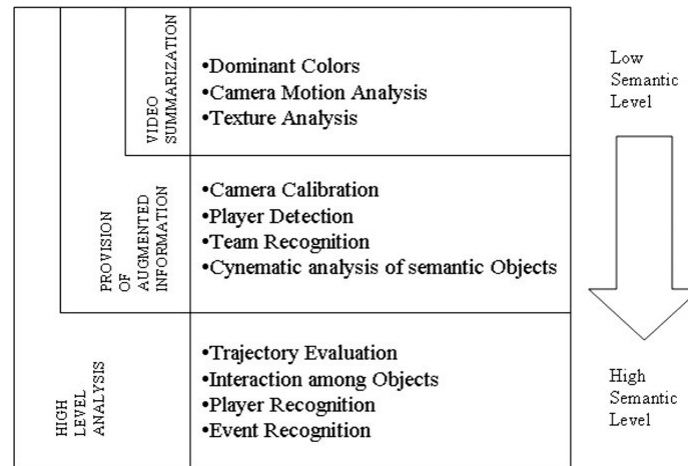 VIDEO
SUMMARIZATION
•Dominant Colors
•Camera Motion Analysis
•Texture Analysis
Low
Semantic
Level
PROVISION
OF
AUGMENTED
INFORMATION
•Camera Calibration
•Player Detection
•Team Recognition
•Cynematic analysis of semantic Objects
HIGH
LEVEL
ANALYSIS
•Trajectory Evaluation
•Interaction among Objects
•Player Recognition
•Event Recognition
High
Semantic
Level